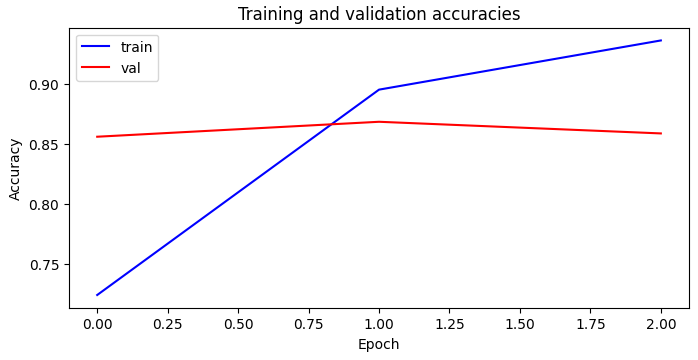 Training and validation accuracies
train
val
0.90
0.85
0.80
0.75
Accuracy
0.00 0.25 0.50 0.75 1.00 1.25 1.50 1.75 2.00
Epoch